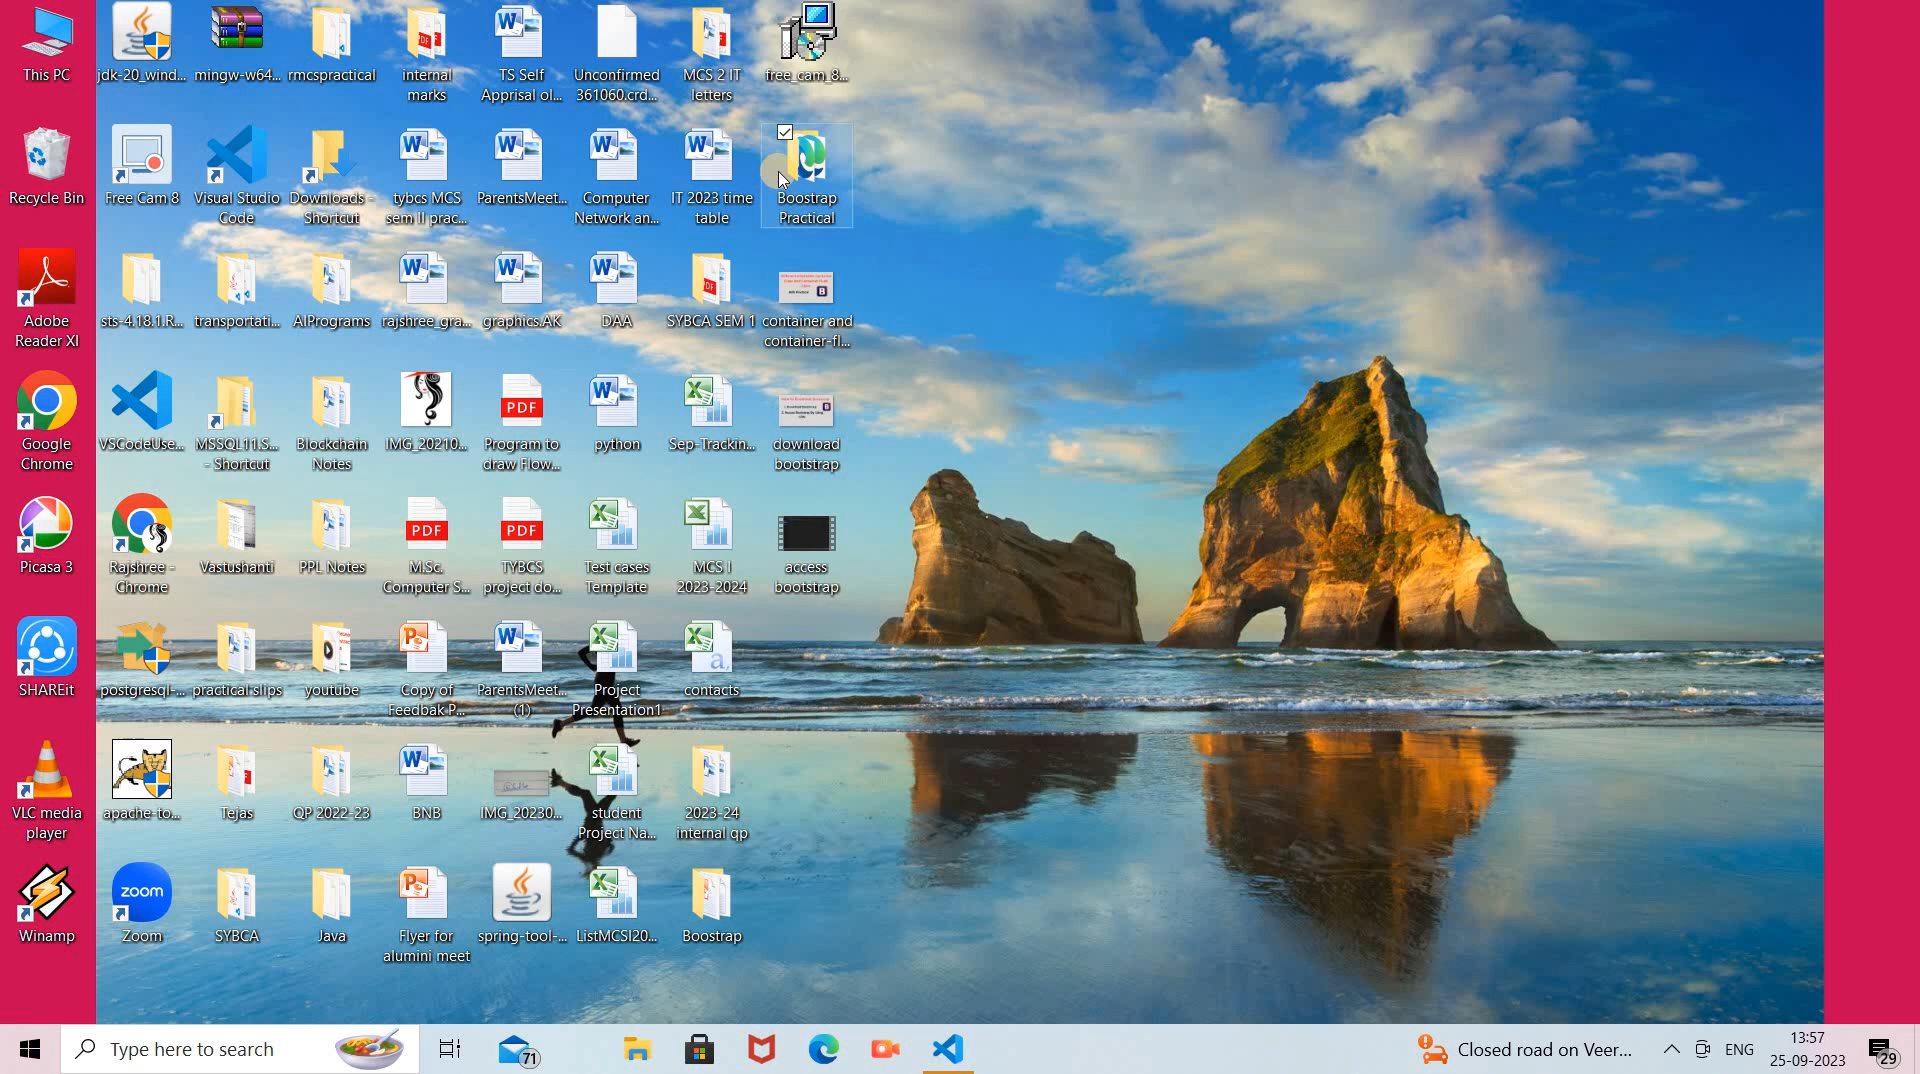 This PC
jdk-20_wind...
mingw-w64...
rmcspractical
internal
marks
TS Self
Apprisal ol...
Unconfirmed
361060.crd...
MCS 2 IT
letters
free_cam_8...
Recycle Bin
Free Cam 8
Visual Studio
Code
Downloads -
Shortcut
tybcs MCS
sem II prac...
ParentsMeet...
Computer
Network an...
IT 2023 time
table
Boostrap
Practical
Adobe
Reader XI
sts-4.18.1.R...
transportati...
AIPrograms
rajshree_gra...
graphics.AK
DAA
SYBCA SEM 1
container and
container-fl...
Google
Chrome
VSCodeUse...
MSSQL11.S...
- Shortcut
Blockchain
Notes
IMG_20210...
PDF
Program to
draw Flow...
python
Sep-Trackin...
download
bootstrap
Picasa 3
Rajshree -
Chrome
Vastushanti
PPL Notes
PDF
MISc.
Computer S...
PDF
TYBCS
project do...
Test cases
Template
MCS I
2023-2024
access
bootstrap
SHAREit
postgresql-...
practical slips
youtube
Copy of
Feedbak P...
ParentsMeet...
(1)
Project
Presentation1
contacts
VLC media
player
apache-to...
Tejas
QP 2022-23
BNB
IMG_20230...
student
Project Na...
2023-24
internal qp
Winamp
zoom
Zoom
SYBCA
Java
Flyer for
alumini meet
spring-tool-...
ListMCSI20...
Boostrap
Type here to search
71
Closed road on Veer...
ENG
13:57
25-09-2023
29